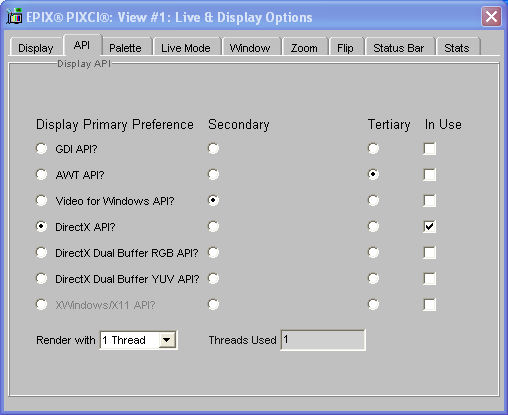 EPIX® PIXCI®: View #1: Live & Display Options
Display API Palette Live Mode Window Zoom Flip Status Bar Stats
Display API
Display Primary Preference Secondary Tertiary In Use
GDI API?
AWT API?
Video for Windows API?
DirectX API?
DirectX Dual Buffer RGB API?
DirectX Dual Buffer YUV API?
XWindows/X11 API?
Render with 1 Thread Threads Used 1